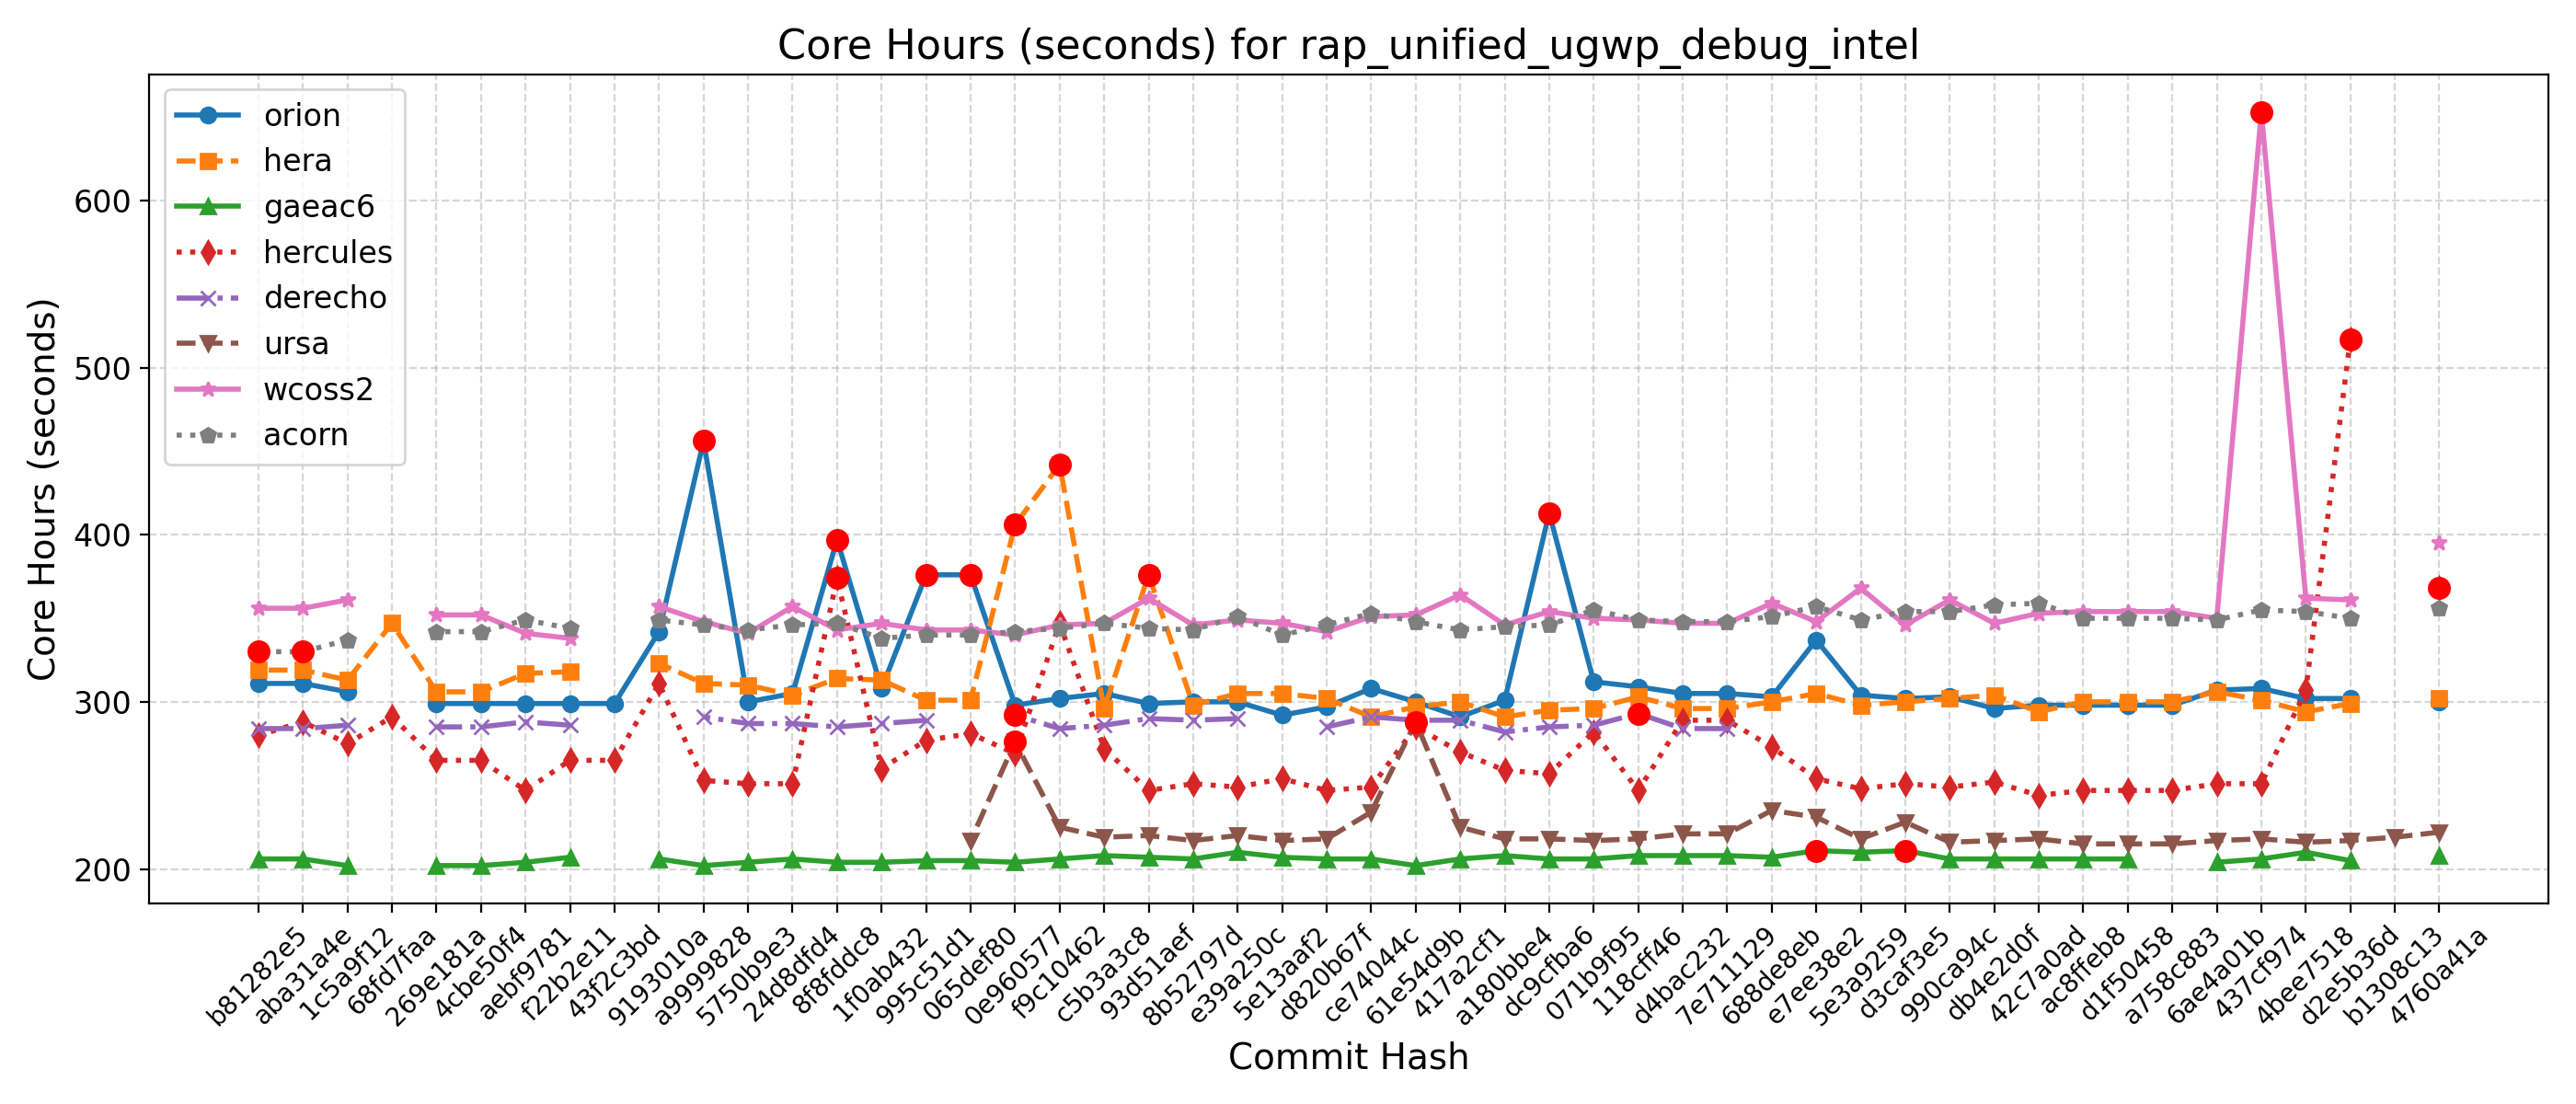 Core Hours (seconds) for rap_unified_ugwp_debug_intel
orion
hera
gaeac6
hercules
derecho
ursa
wcoss2
acorn
Core Hours (seconds)
600
500
400
300
200
b81282e5
aba31a4e
1c5a9f12
68fd7faa
269e181a
4cbe50f4
aebf9781
f22b2e11
43f2c3bd
9193010a
a9999828
5750b9e3
24d8dfd4
8f8fddc8
1f0ab432
995c51d1
065def80
0e960577
f9c10462
c5b3a3c8
93d51aef
8b52797d
e39a250c
5e13aaf2
d820b67f
ce74044c
61e54d9b
417a2cf1
a180bbe4
dc9cfba6
071b9f95
118cff46
d4bac232
7e711129
688de8eb
e7ee38e2
5e3a9259
d3caf3e5
990ca94c
db4e2d0f
42c7a0ad
ac8ffeb8
d1f50458
a758c883
6ae4a01b
437cf974
4bee7518
d2e5b36d
b1308c13
4760a41a
Commit Hash